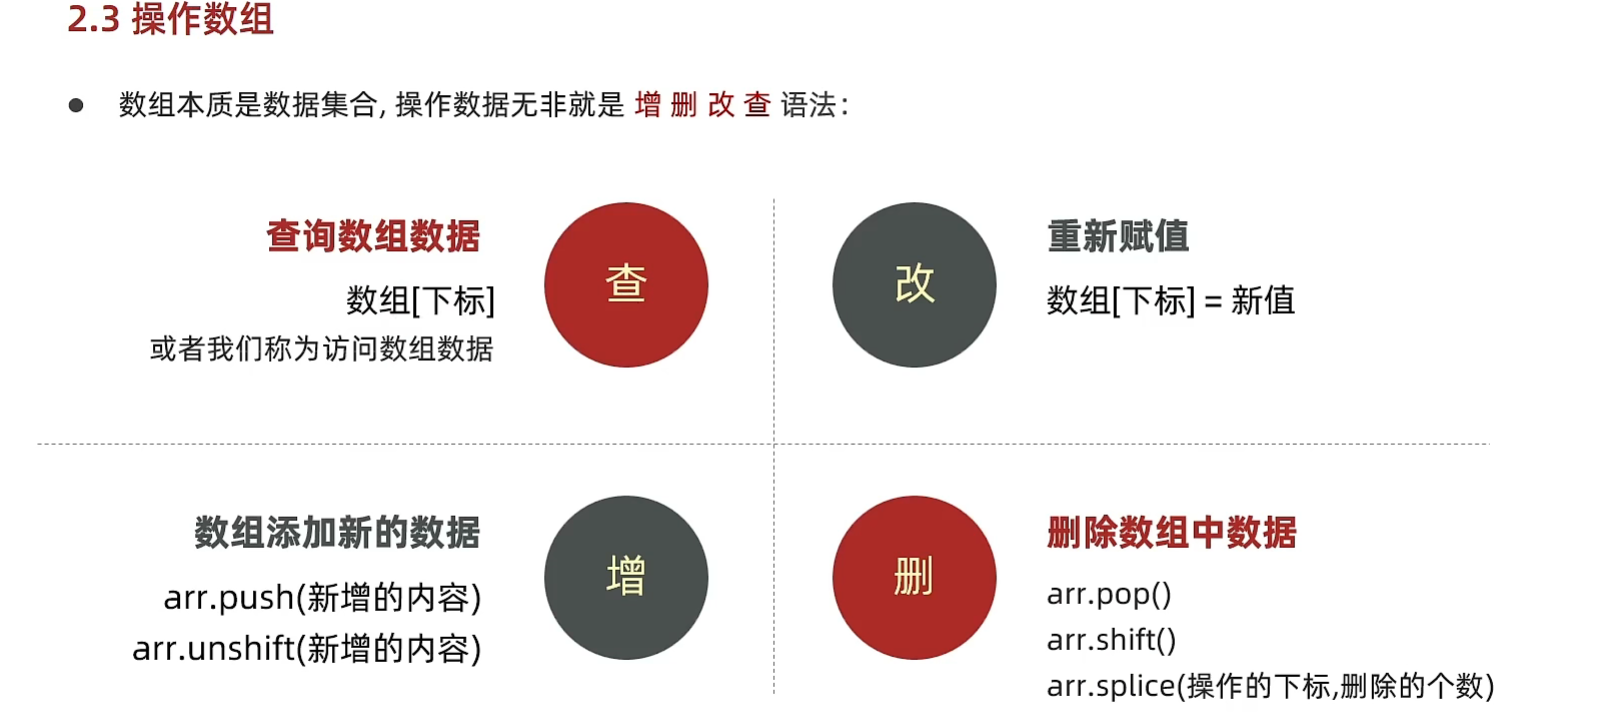 2.3 操作数组
● 数组本质是数据集合, 操作数据无非就是 增 删 改 查 语法：
查询数组数据
数组[下标]
或者我们称为访问数组数据
查
改
重新赋值
数组[下标] = 新值
数组添加新的数据
arr.push(新增的内容)
arr.unshift(新增的内容)
增
删
删除数组中数据
arr.pop()
arr.shift()
arr.splice(操作的下标,删除的个数)